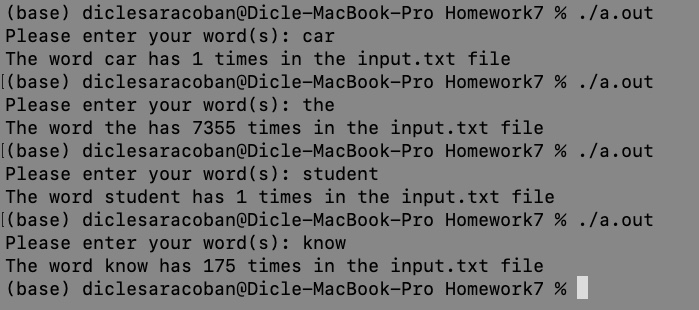 (base) diclesaracoban@Dicle-MacBook-Pro Homework7 % ./a.out
Please enter your word(s): car
The word car has 1 times in the input.txt file
[(base) diclesaracoban@Dicle-MacBook-Pro Homework7 % ./a.out
Please enter your word(s): the
The word the has 7355 times in the input.txt file
[(base) diclesaracoban@Dicle-MacBook-Pro Homework7 % ./a.out
Please enter your word(s): student
The word student has 1 times in the input.txt file
[(base) diclesaracoban@Dicle-MacBook-Pro Homework7 % ./a.out
Please enter your word(s): know
The word know has 175 times in the input.txt file
(base) diclesaracoban@Dicle-MacBook-Pro Homework7 %